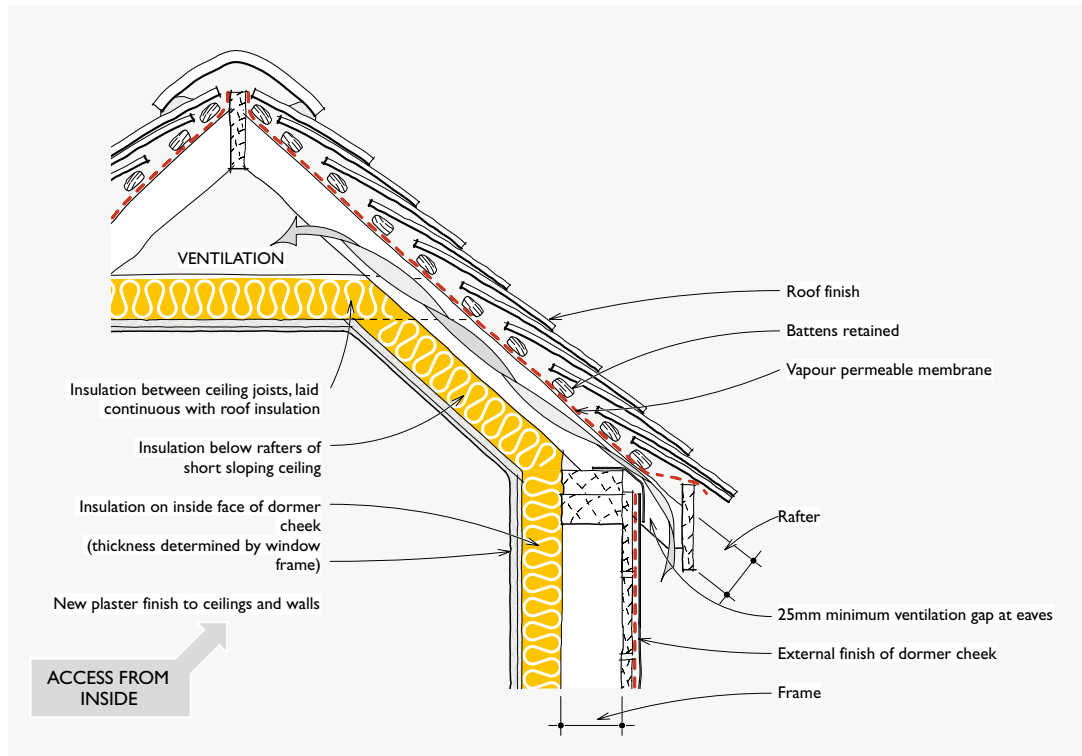 VENTILATION
Roof finish
Battens retained
Vapour permeable membrane
Insulation between ceiling joists, laid
continuous with roof insulation
Insulation below rafters of
short sloping ceiling
Insulation on inside face of dormer
cheek
(thickness determined by window
frame)
New plaster finish to ceilings and walls
Rafter
25mm minimum ventilation gap at eaves
External finish of dormer cheek
Frame
ACCESS FROM
INSIDE